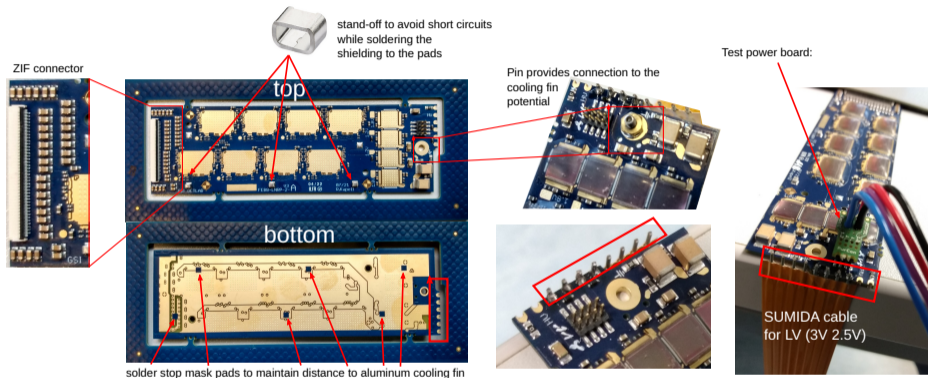 stand-off to avoid short circuits
while soldering the
shielding to the pads
Test power board:
ZIF connector
Pin provides connection to the
cooling fin
potential
top
GSI
bottom
SUMIDA cable
for LV (3V 2.5V)
solder stop mask pads to maintain distance to aluminum cooling fin